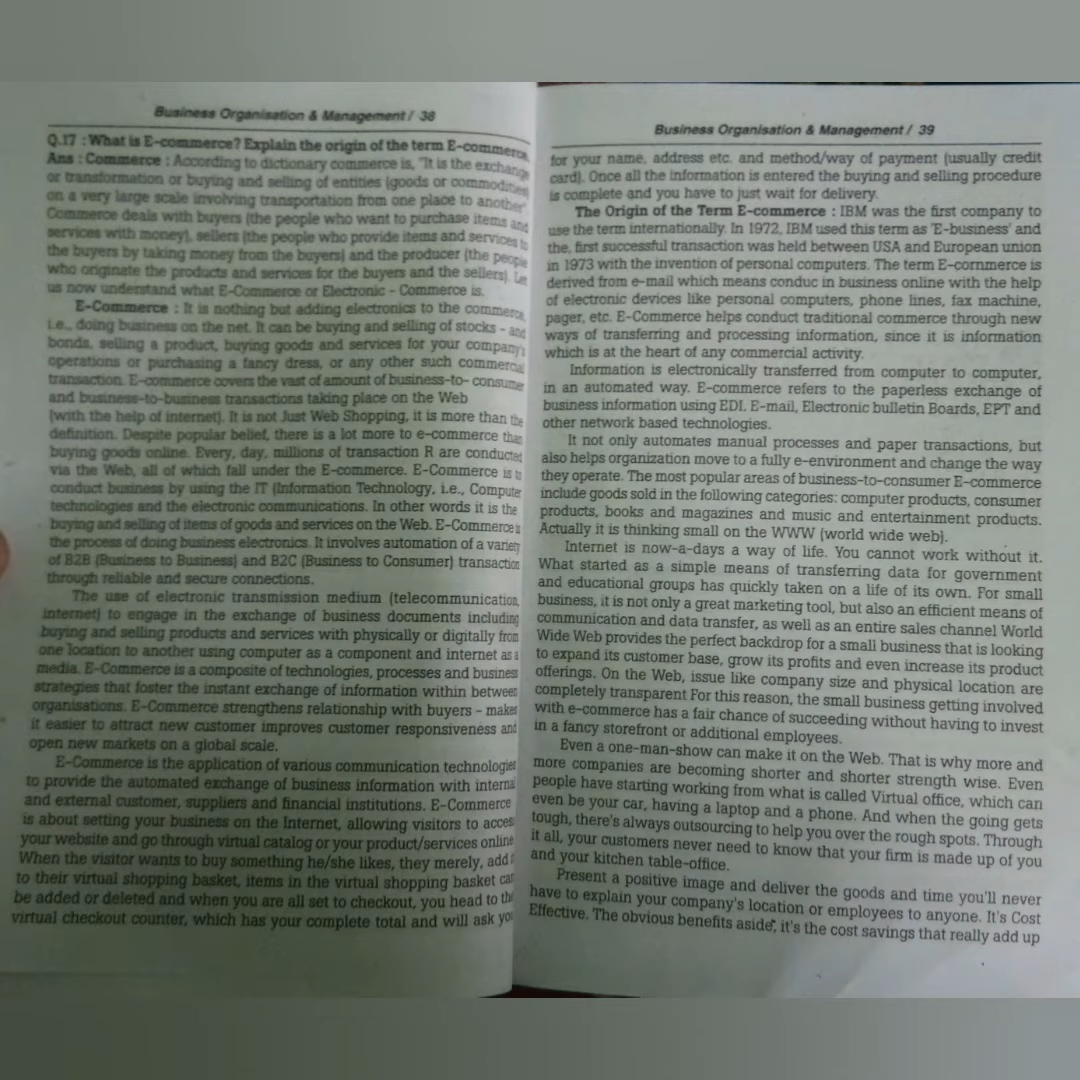 Business Organisation & Management / 38
Q.17 : What is E-commerce? Explain the origin of the term E-commerce.
Ans : Commerce : According to dictionary commerce is, "It is the exchange
or transformation or buying and selling of entities (goods or commodities)
on a very large scale involving transportation from one place to another"
Commerce deals with buyers (the people who want to purchase items and
services with money), sellers (the people who provide items and services to
the buyers by taking money from the buyers) and the producer (the people
who originate the products and services for the buyers and the sellers). Let
us now understand what E-Commerce or Electronic - Commerce is.
E-Commerce : It is nothing but adding electronics to the commerce,
i.e., doing business on the net. It can be buying and selling of stocks - and
bonds, selling a product, buying goods and services for your company's
operations or purchasing a fancy dress, or any other such commercial
transaction. E-commerce covers the vast of amount of business-to- consumer
and business-to-business transactions taking place on the Web
(with the help of internet). It is not Just Web Shopping, it is more than the
definition. Despite popular belief, there is a lot more to e-commerce than
buying goods online. Every, day, millions of transaction R are conducted
via the Web, all of which fall under the E-commerce. E-Commerce is to
conduct business by using the IT (Information Technology, i.e., Computer
technologies and the electronic communications. In other words it is the
buying and selling of items of goods and services on the Web. E-Commerce is
the process of doing business electronics. It involves automation of a variety
of B2B (Business to Business) and B2C (Business to Consumer) transaction
through reliable and secure connections.
The use of electronic transmission medium (telecommunication,
internet) to engage in the exchange of business documents including
buying and selling products and services with physically or digitally from
one location to another using computer as a component and internet as a
media. E-Commerce is a composite of technologies, processes and business
strategies that foster the instant exchange of information within between
organisations. E-Commerce strengthens relationship with buyers - makes
it easier to attract new customer improves customer responsiveness and
open new markets on a global scale.
E-Commerce is the application of various communication technologies
to provide the automated exchange of business information with internal
and external customer, suppliers and financial institutions. E-Commerce
is about setting your business on the Internet, allowing visitors to access
your website and go through virtual catalog or your product/services online
When the visitor wants to buy something he/she likes, they merely, add
to their virtual shopping basket, items in the virtual shopping basket can
be added or deleted and when you are all set to checkout, you head to the
virtual checkout counter, which has your complete total and will ask you
Business Organisation & Management / 39
for your name, address etc. and method/way of payment (usually credit
card). Once all the information is entered the buying and selling procedure
is complete and you have to just wait for delivery.
The Origin of the Term E-commerce : IBM was the first company to
use the term internationally. In 1972, IBM used this term as 'E-business' and
the, first successful transaction was held between USA and European union
in 1973 with the invention of personal computers. The term E-cornmerce is
derived from e-mail which means conduc in business online with the help
of electronic devices like personal computers, phone lines, fax machine,
pager, etc. E-Commerce helps conduct traditional commerce through new
ways of transferring and processing information, since it is information
which is at the heart of any commercial activity.
Information is electronically transferred from computer to computer,
in an automated way. E-commerce refers to the paperless exchange of
business information using EDI. E-mail, Electronic bulletin Boards, EPT and
other network based technologies.
It not only automates manual processes and paper transactions, but
also helps organization move to a fully e-environment and change the way
they operate. The most popular areas of business-to-consumer E-commerce
include goods sold in the following categories: computer products, consumer
products, books and magazines and music and entertainment products.
Actually it is thinking small on the WWW (world wide web).
Internet is now-a-days a way of life. You cannot work without it.
What started as a simple means of transferring data for government
and educational groups has quickly taken on a life of its own. For small
business, it is not only a great marketing tool, but also an efficient means of
communication and data transfer, as well as an entire sales channel World
Wide Web provides the perfect backdrop for a small business that is looking
to expand its customer base, grow its profits and even increase its product
offerings. On the Web, issue like company size and physical location are
completely transparent For this reason, the small business getting involved
with e-commerce has a fair chance of succeeding without having to invest
in a fancy storefront or additional employees.
Even a one-man-show can make it on the Web. That is why more and
more companies are becoming shorter and shorter strength wise. Even
people have starting working from what is called Virtual office, which can
even be your car, having a laptop and a phone. And when the going gets
tough, there's always outsourcing to help you over the rough spots. Through
it all, your customers never need to know that your firm is made up of you
and your kitchen table-office.
Present a positive image and deliver the goods and time you'll never
have to explain your company's location or employees to anyone. It's Cost
Effective. The obvious benefits aside, it's the cost savings that really add up